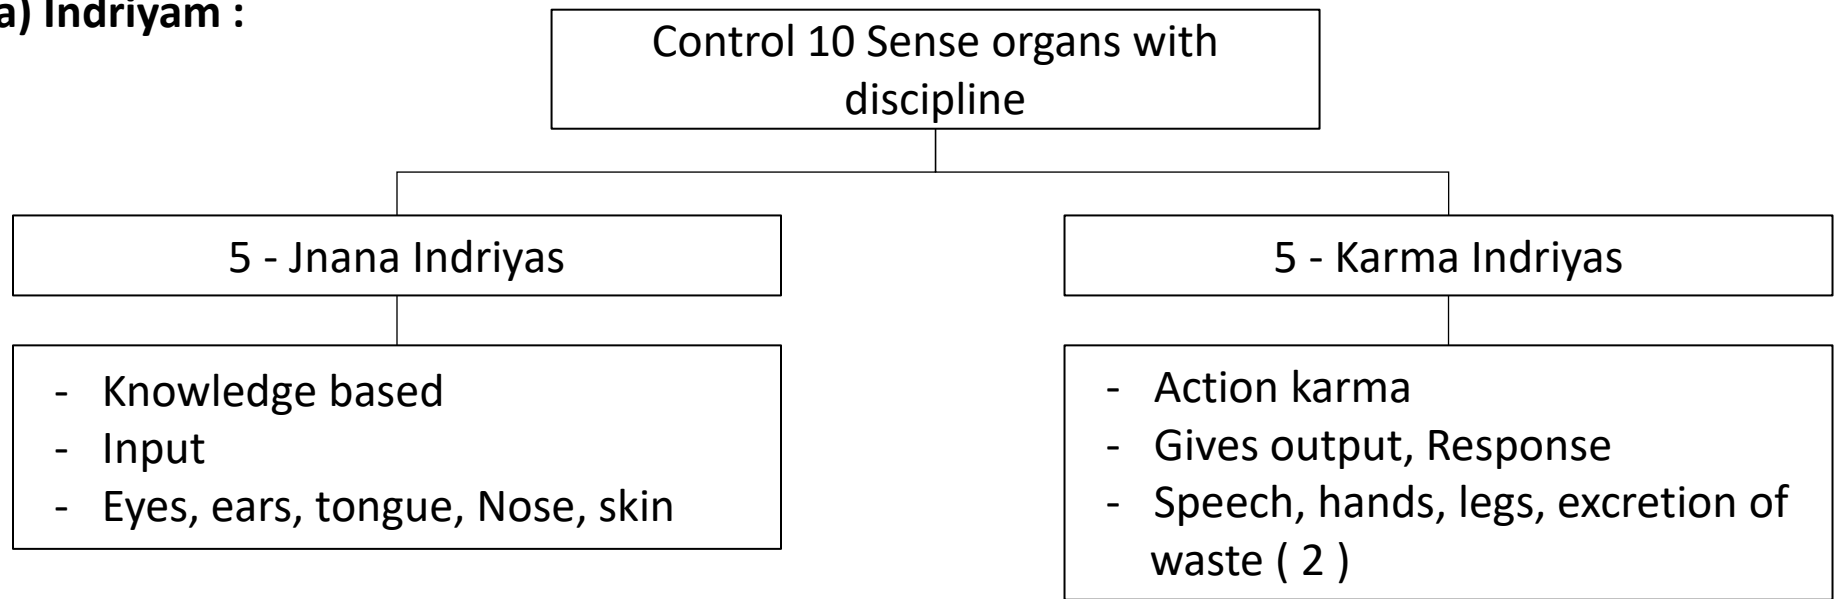 a) Indriyam :
Control 10 Sense organs with
discipline
5 - Jnana Indriyas
5 - Karma Indriyas
- Knowledge based
- Input
- Eyes, ears, tongue, Nose, skin
- Action karma
- Gives output, Response
- Speech, hands, legs, excretion of
waste ( 2 )